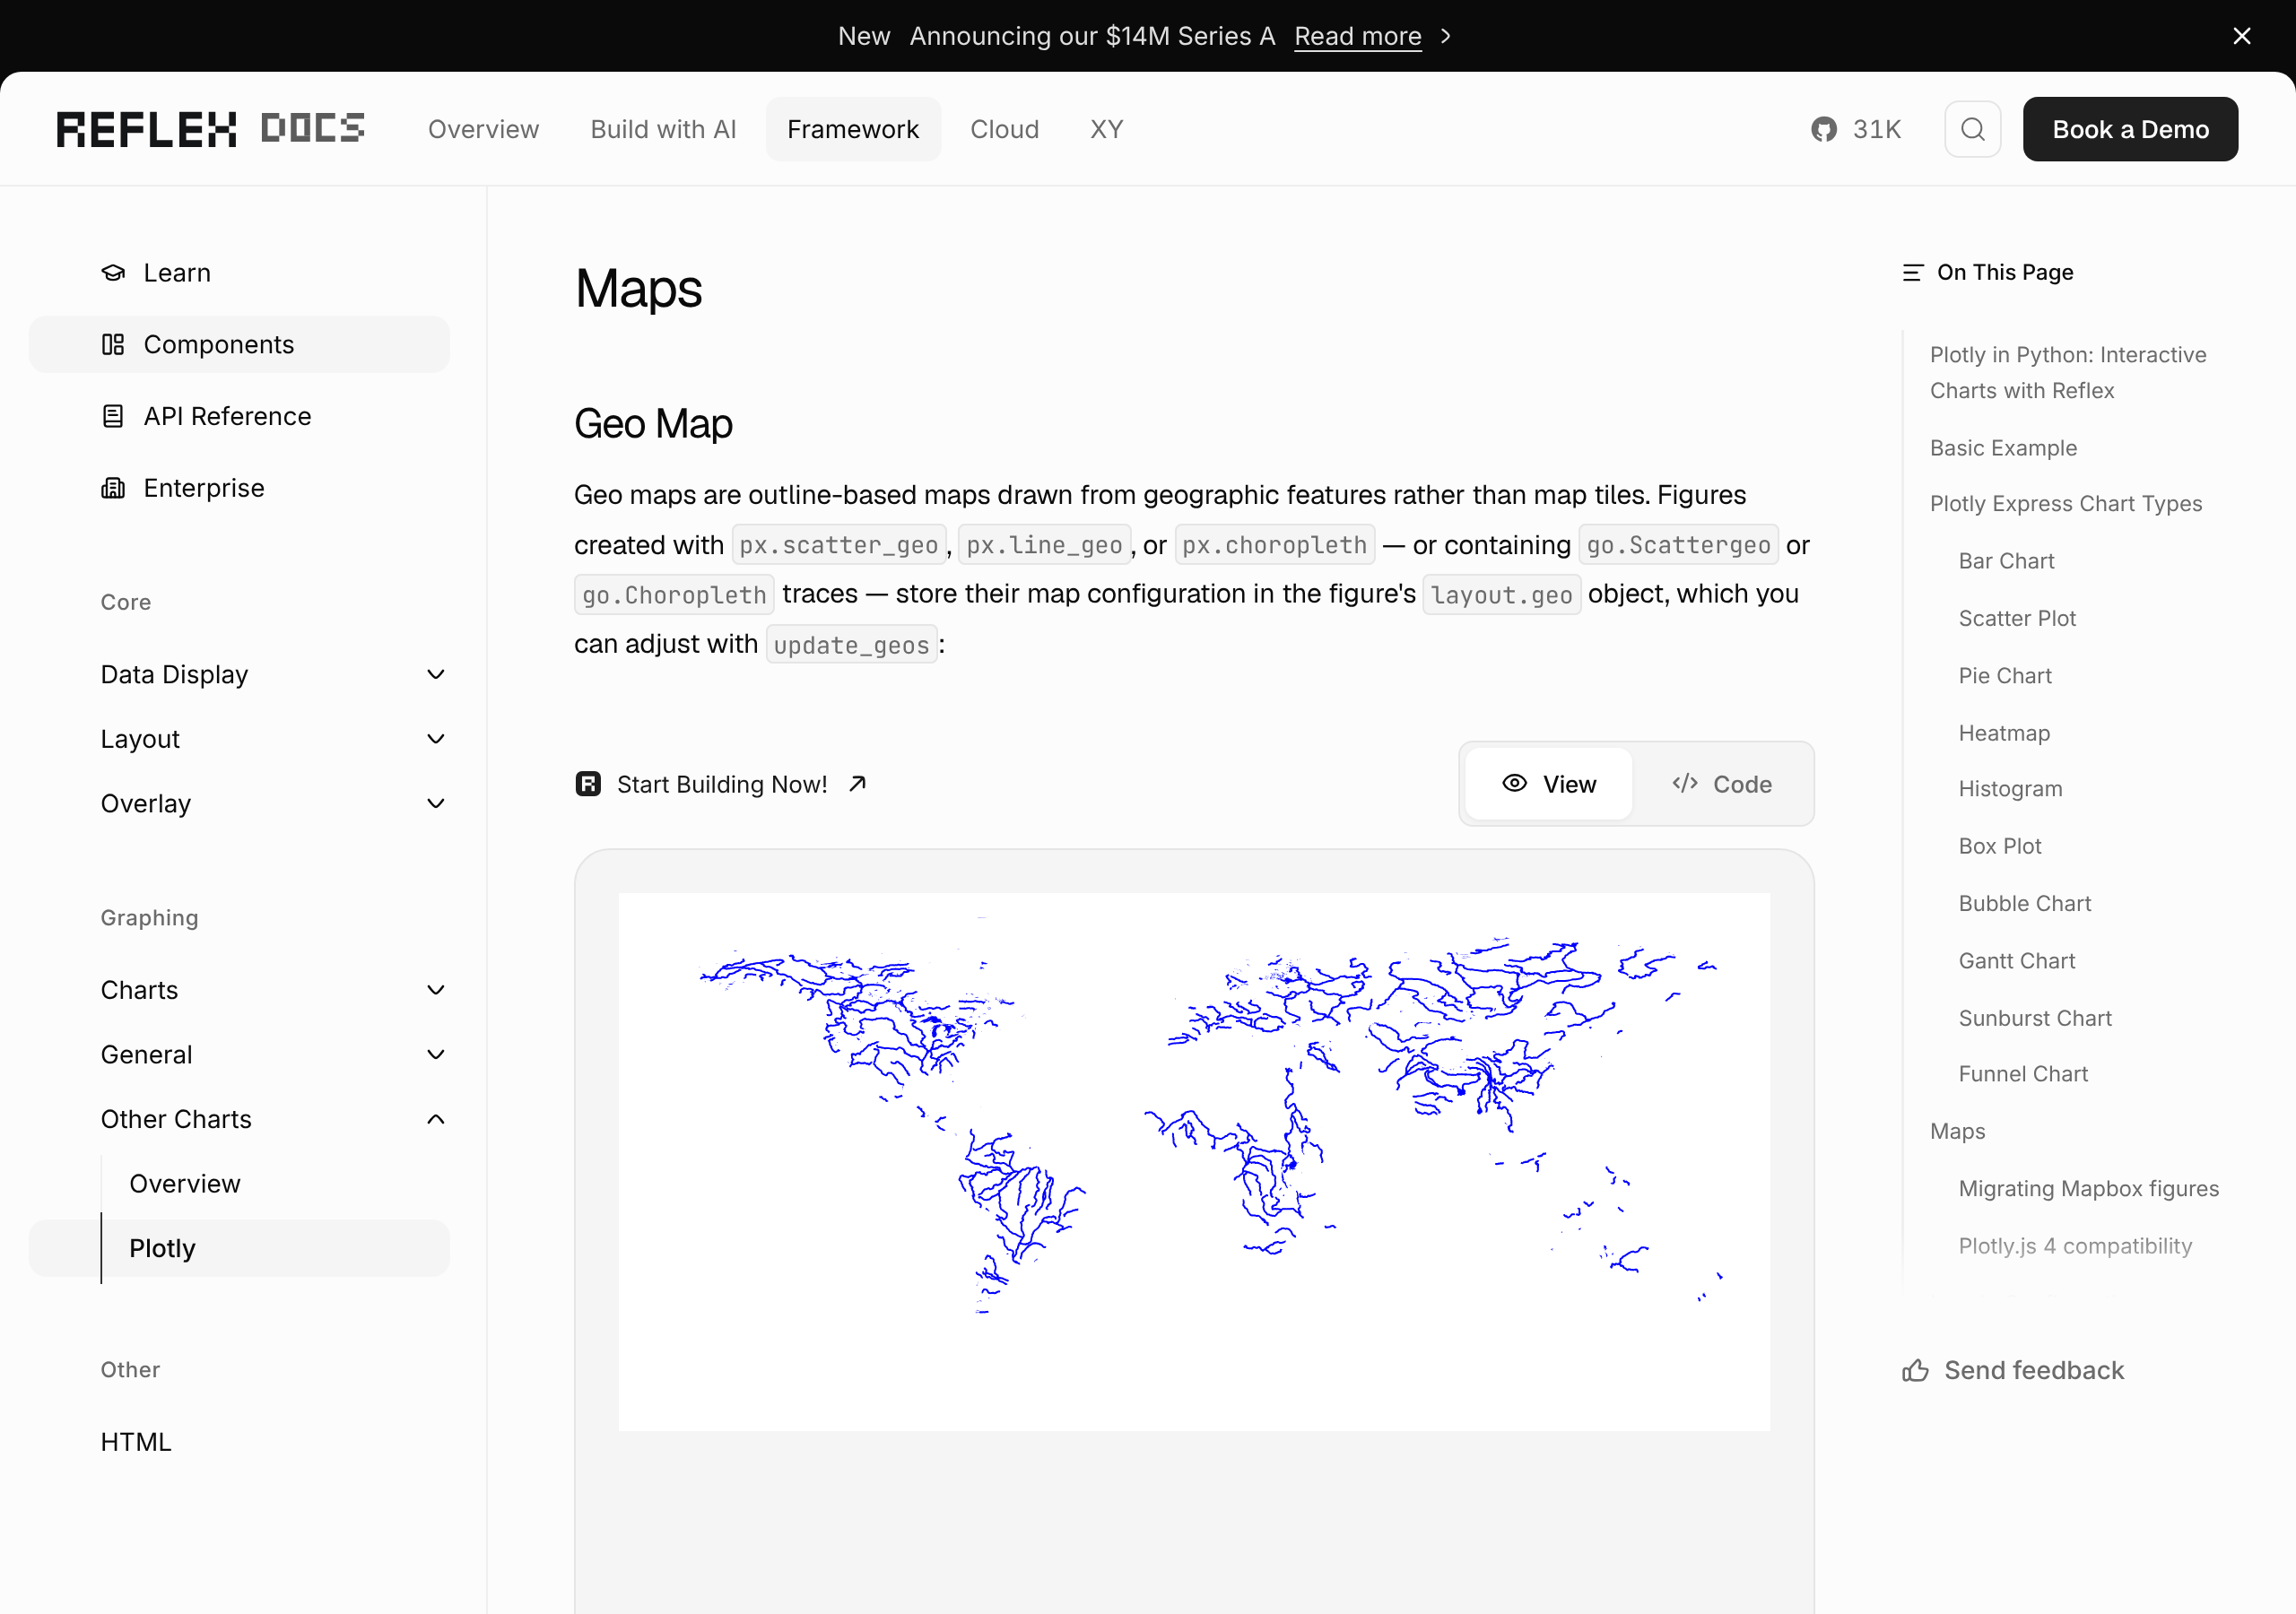 New Announcing our $14M Series A Read more
REFLEX DOCS
Overview
Build with AI
Framework
Cloud
XY
31K
Book a Demo
Learn
Components
API Reference
Enterprise
Core
Data Display
Layout
Overlay
Graphing
Charts
General
Other Charts
Overview
Plotly
Other
HTML
Maps
Geo Map
Geo maps are outline-based maps drawn from geographic features rather than map tiles. Figures
created with px.scatter_geo, px.line_geo, or px.choropleth — or containing go.Scattergeo or
go.Choropleth traces — store their map configuration in the figure's layout.geo object, which you
can adjust with update_geos:
Start Building Now!
View
Code
On This Page
Plotly in Python: Interactive
Charts with Reflex
Basic Example
Plotly Express Chart Types
Bar Chart
Scatter Plot
Pie Chart
Heatmap
Histogram
Box Plot
Bubble Chart
Gantt Chart
Sunburst Chart
Funnel Chart
Maps
Migrating Mapbox figures
Plotly.js 4 compatibility
Send feedback